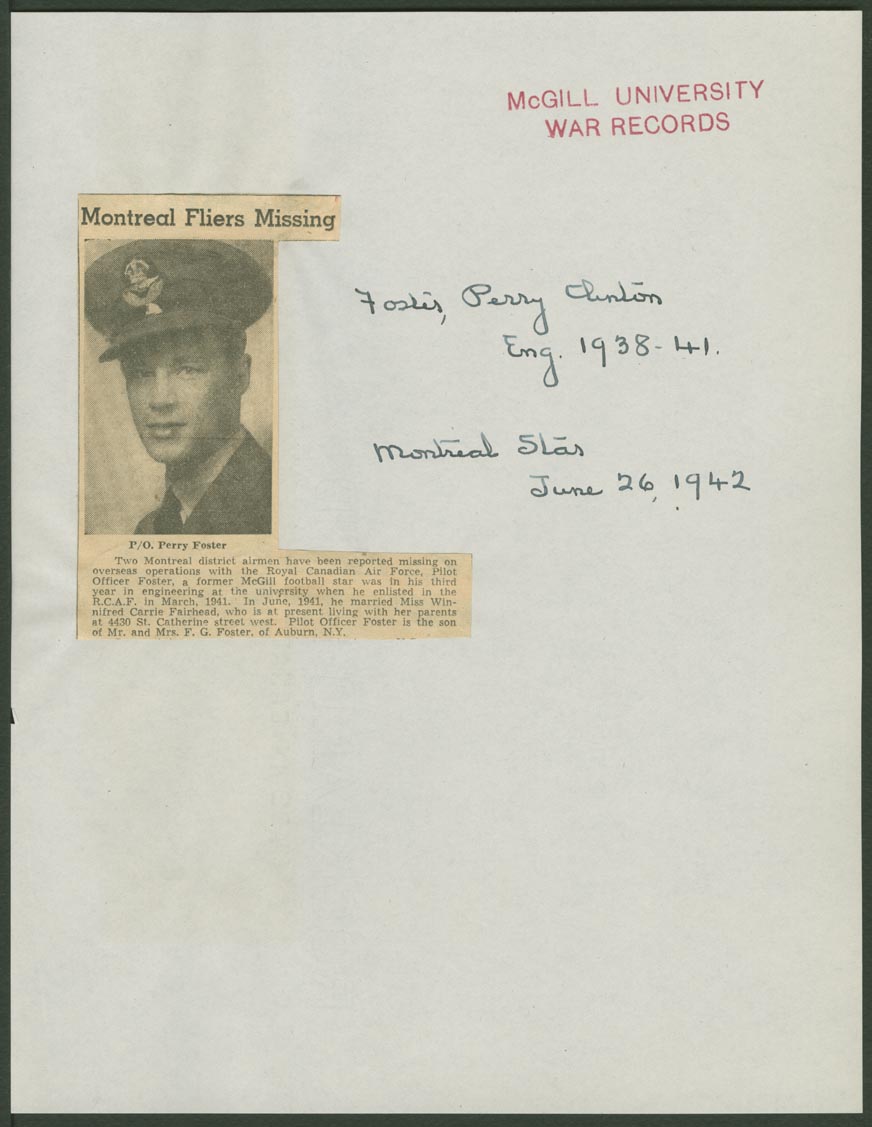 McGILL UNIVERSITY
WAR RECORDS
Montreal Fliers Missing
Foster, Perry Clinton
Eng. 1938-41.
Montreal Star
June 26, 1942
P/O. Perry Foster
Two Montreal district airmen have been reported missing on
overseas operations with the Royal Canadian Air Force, Pilot
Officer Foster, a former McGill football star was in his third
year in engineering at the university when he enlisted in the
R.C.A.F. in March, 1941. In June, 1941, he married Miss Win-
nifred Carrie Fairhead, who is at present living with her parents
at 4430 St. Catherine street west. Pilot Officer Foster is the son
of Mr. and Mrs. F. G. Foster, of Auburn, N.Y.